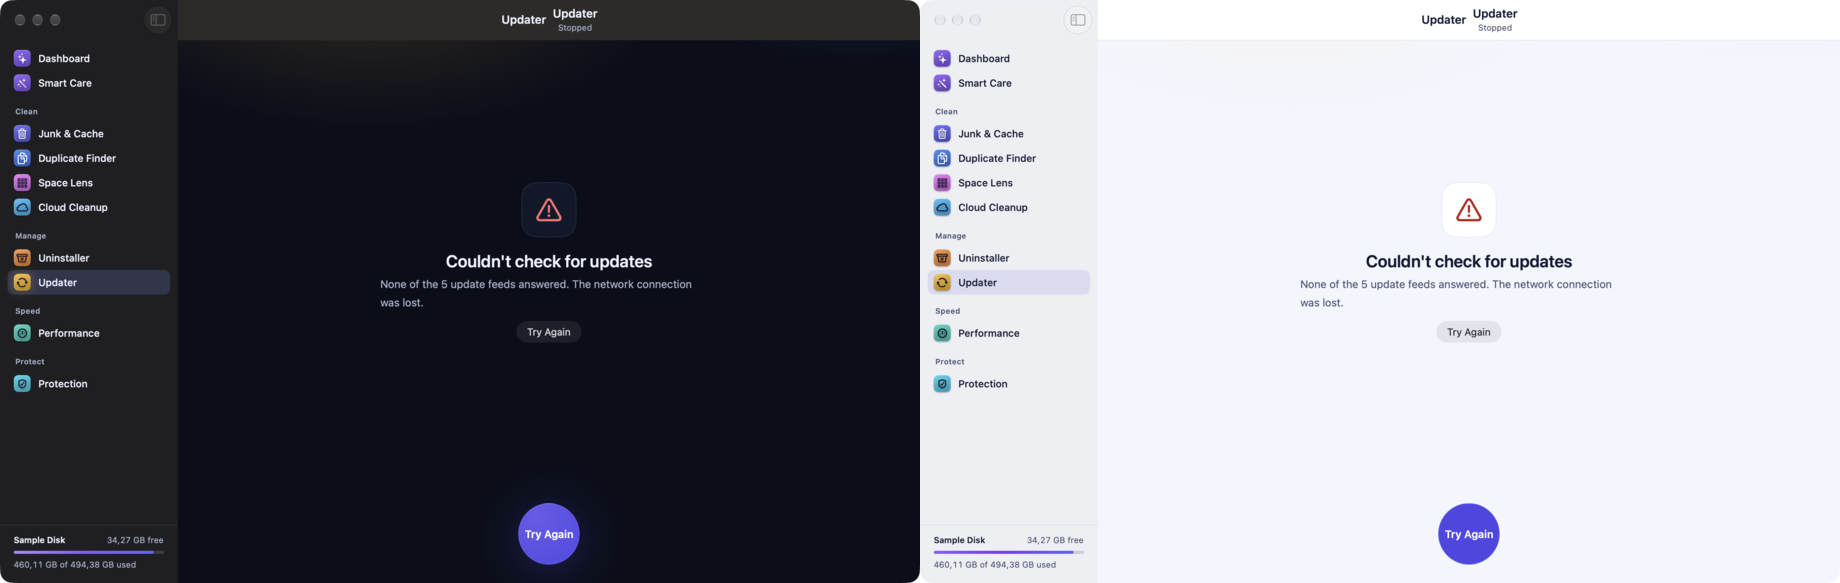 Updater
Updater
Stopped
Dashboard
Smart Care
Clean
Junk & Cache
Duplicate Finder
Space Lens
Cloud Cleanup
Manage
Uninstaller
Updater
Speed
Performance
Protect
Protection
Couldn't check for updates
None of the 5 update feeds answered. The network connection
was lost.
Try Again
Try Again
Sample Disk
34,27 GB free
460,11 GB of 494,38 GB used
Updater
Updater
Stopped
Dashboard
Smart Care
Clean
Junk & Cache
Duplicate Finder
Space Lens
Cloud Cleanup
Manage
Uninstaller
Updater
Speed
Performance
Protect
Protection
Couldn't check for updates
None of the 5 update feeds answered. The network connection
was lost.
Try Again
Try Again
Sample Disk
34,27 GB free
460,11 GB of 494,38 GB used